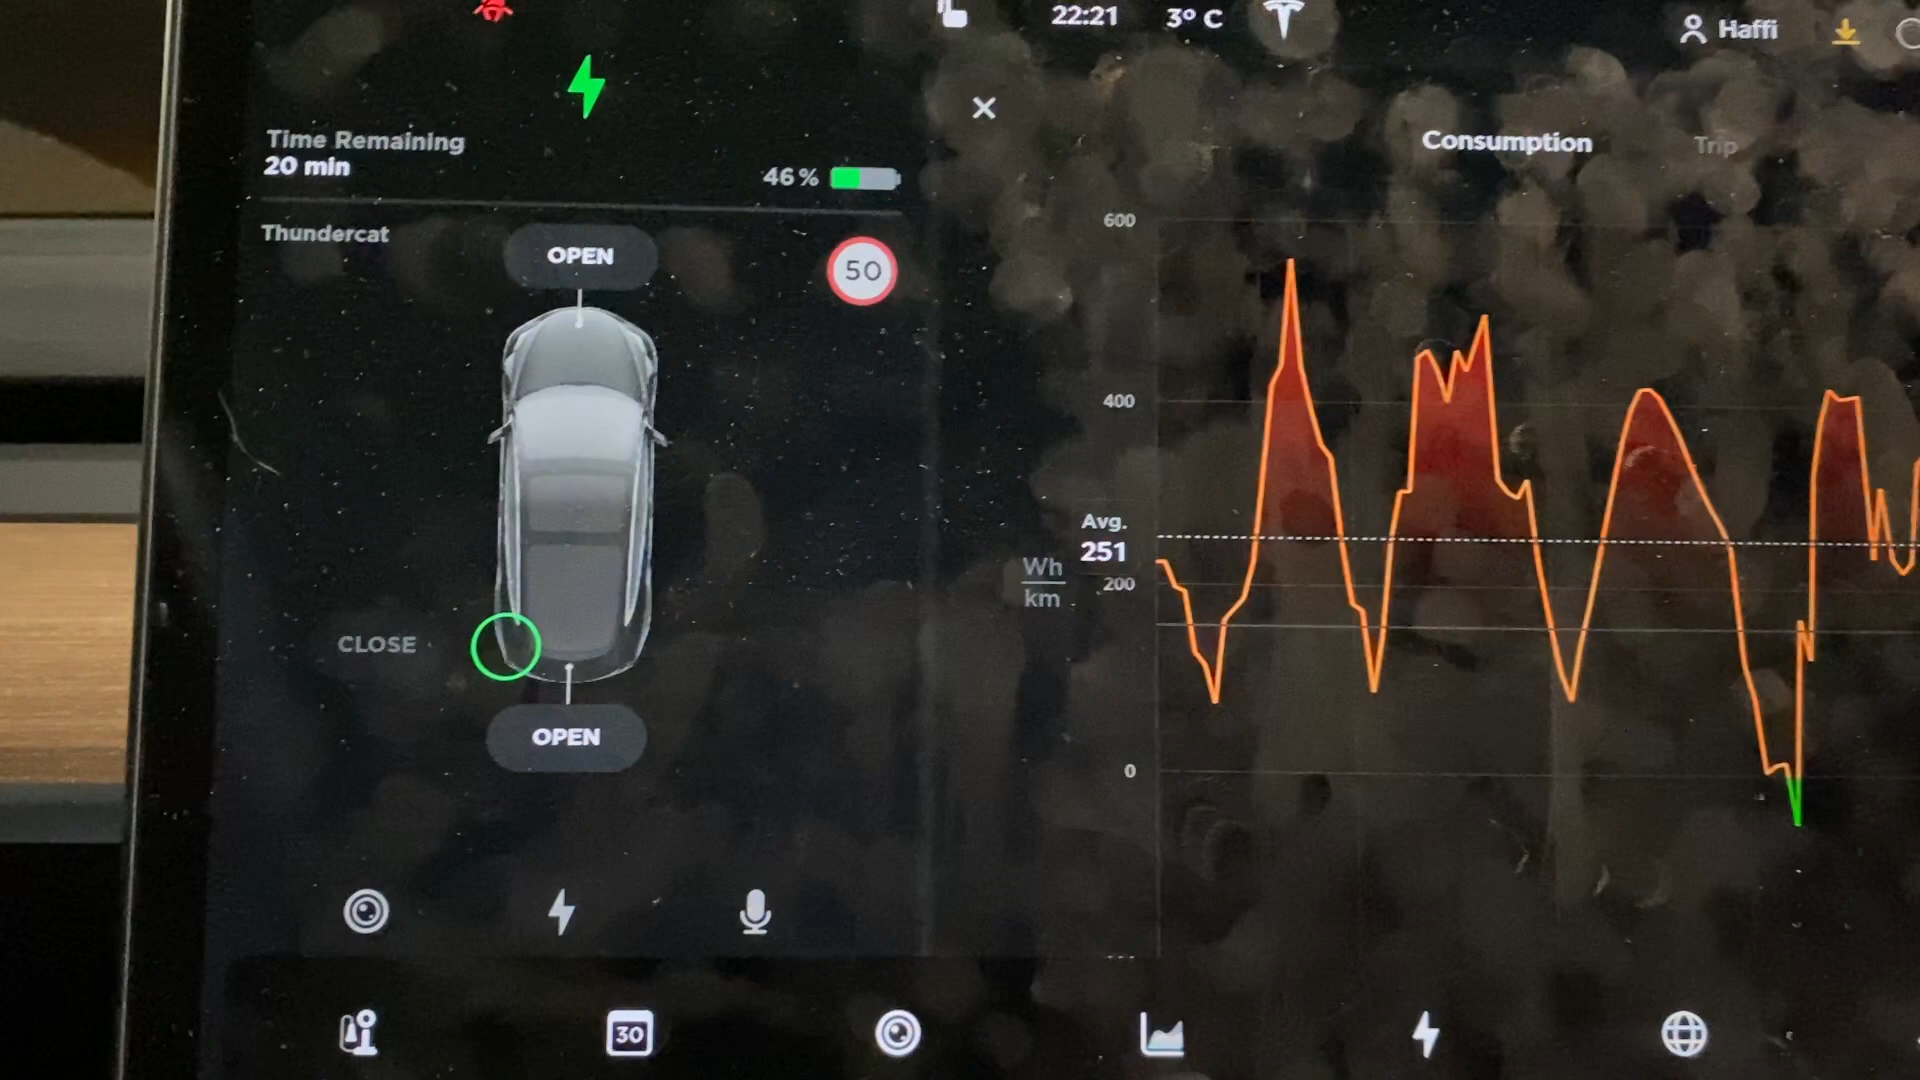 22:21
3° C
Haffi
Time Remaining
20 min
46 %
Thundercat
OPEN
50
CLOSE
OPEN
Consumption
Trip
600
400
Avg.
251
Wh
km
200
0
30